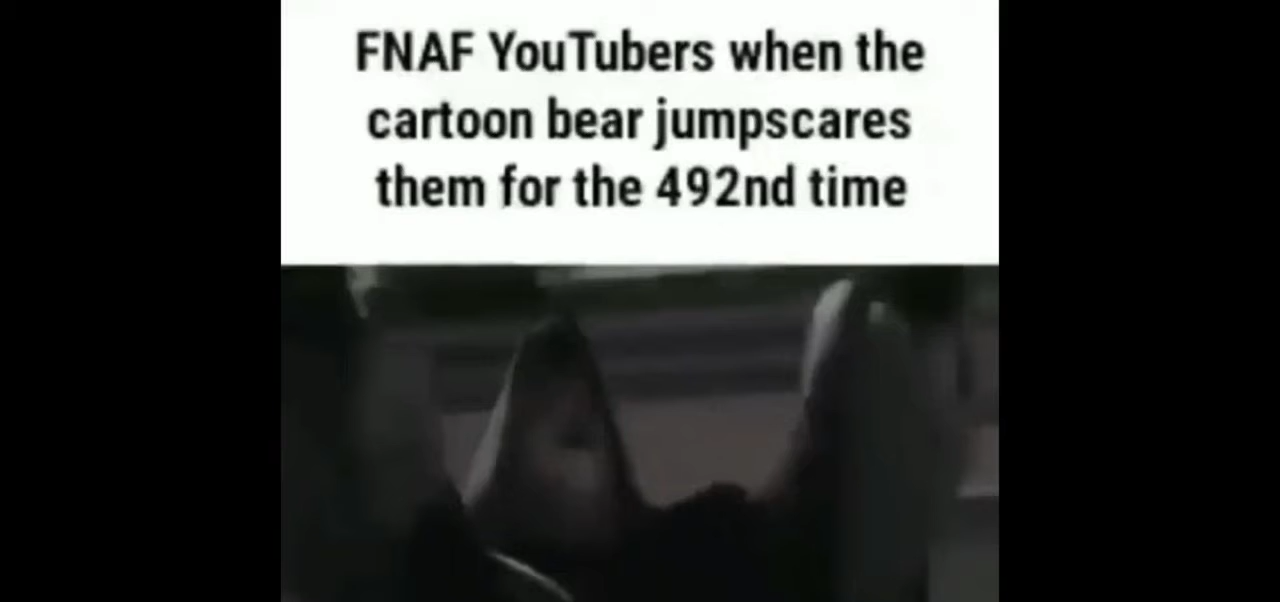 FNAF YouTubers when the
cartoon bear jumpscares
them for the 492nd time